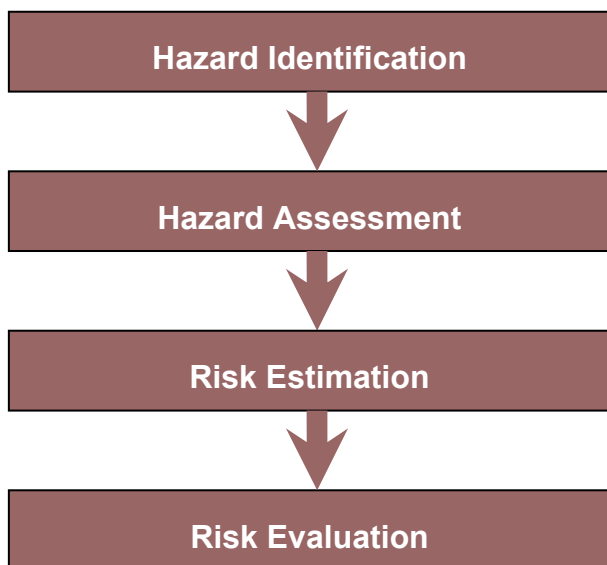 Hazard Identification
Hazard Assessment
Risk Estimation
Risk Evaluation